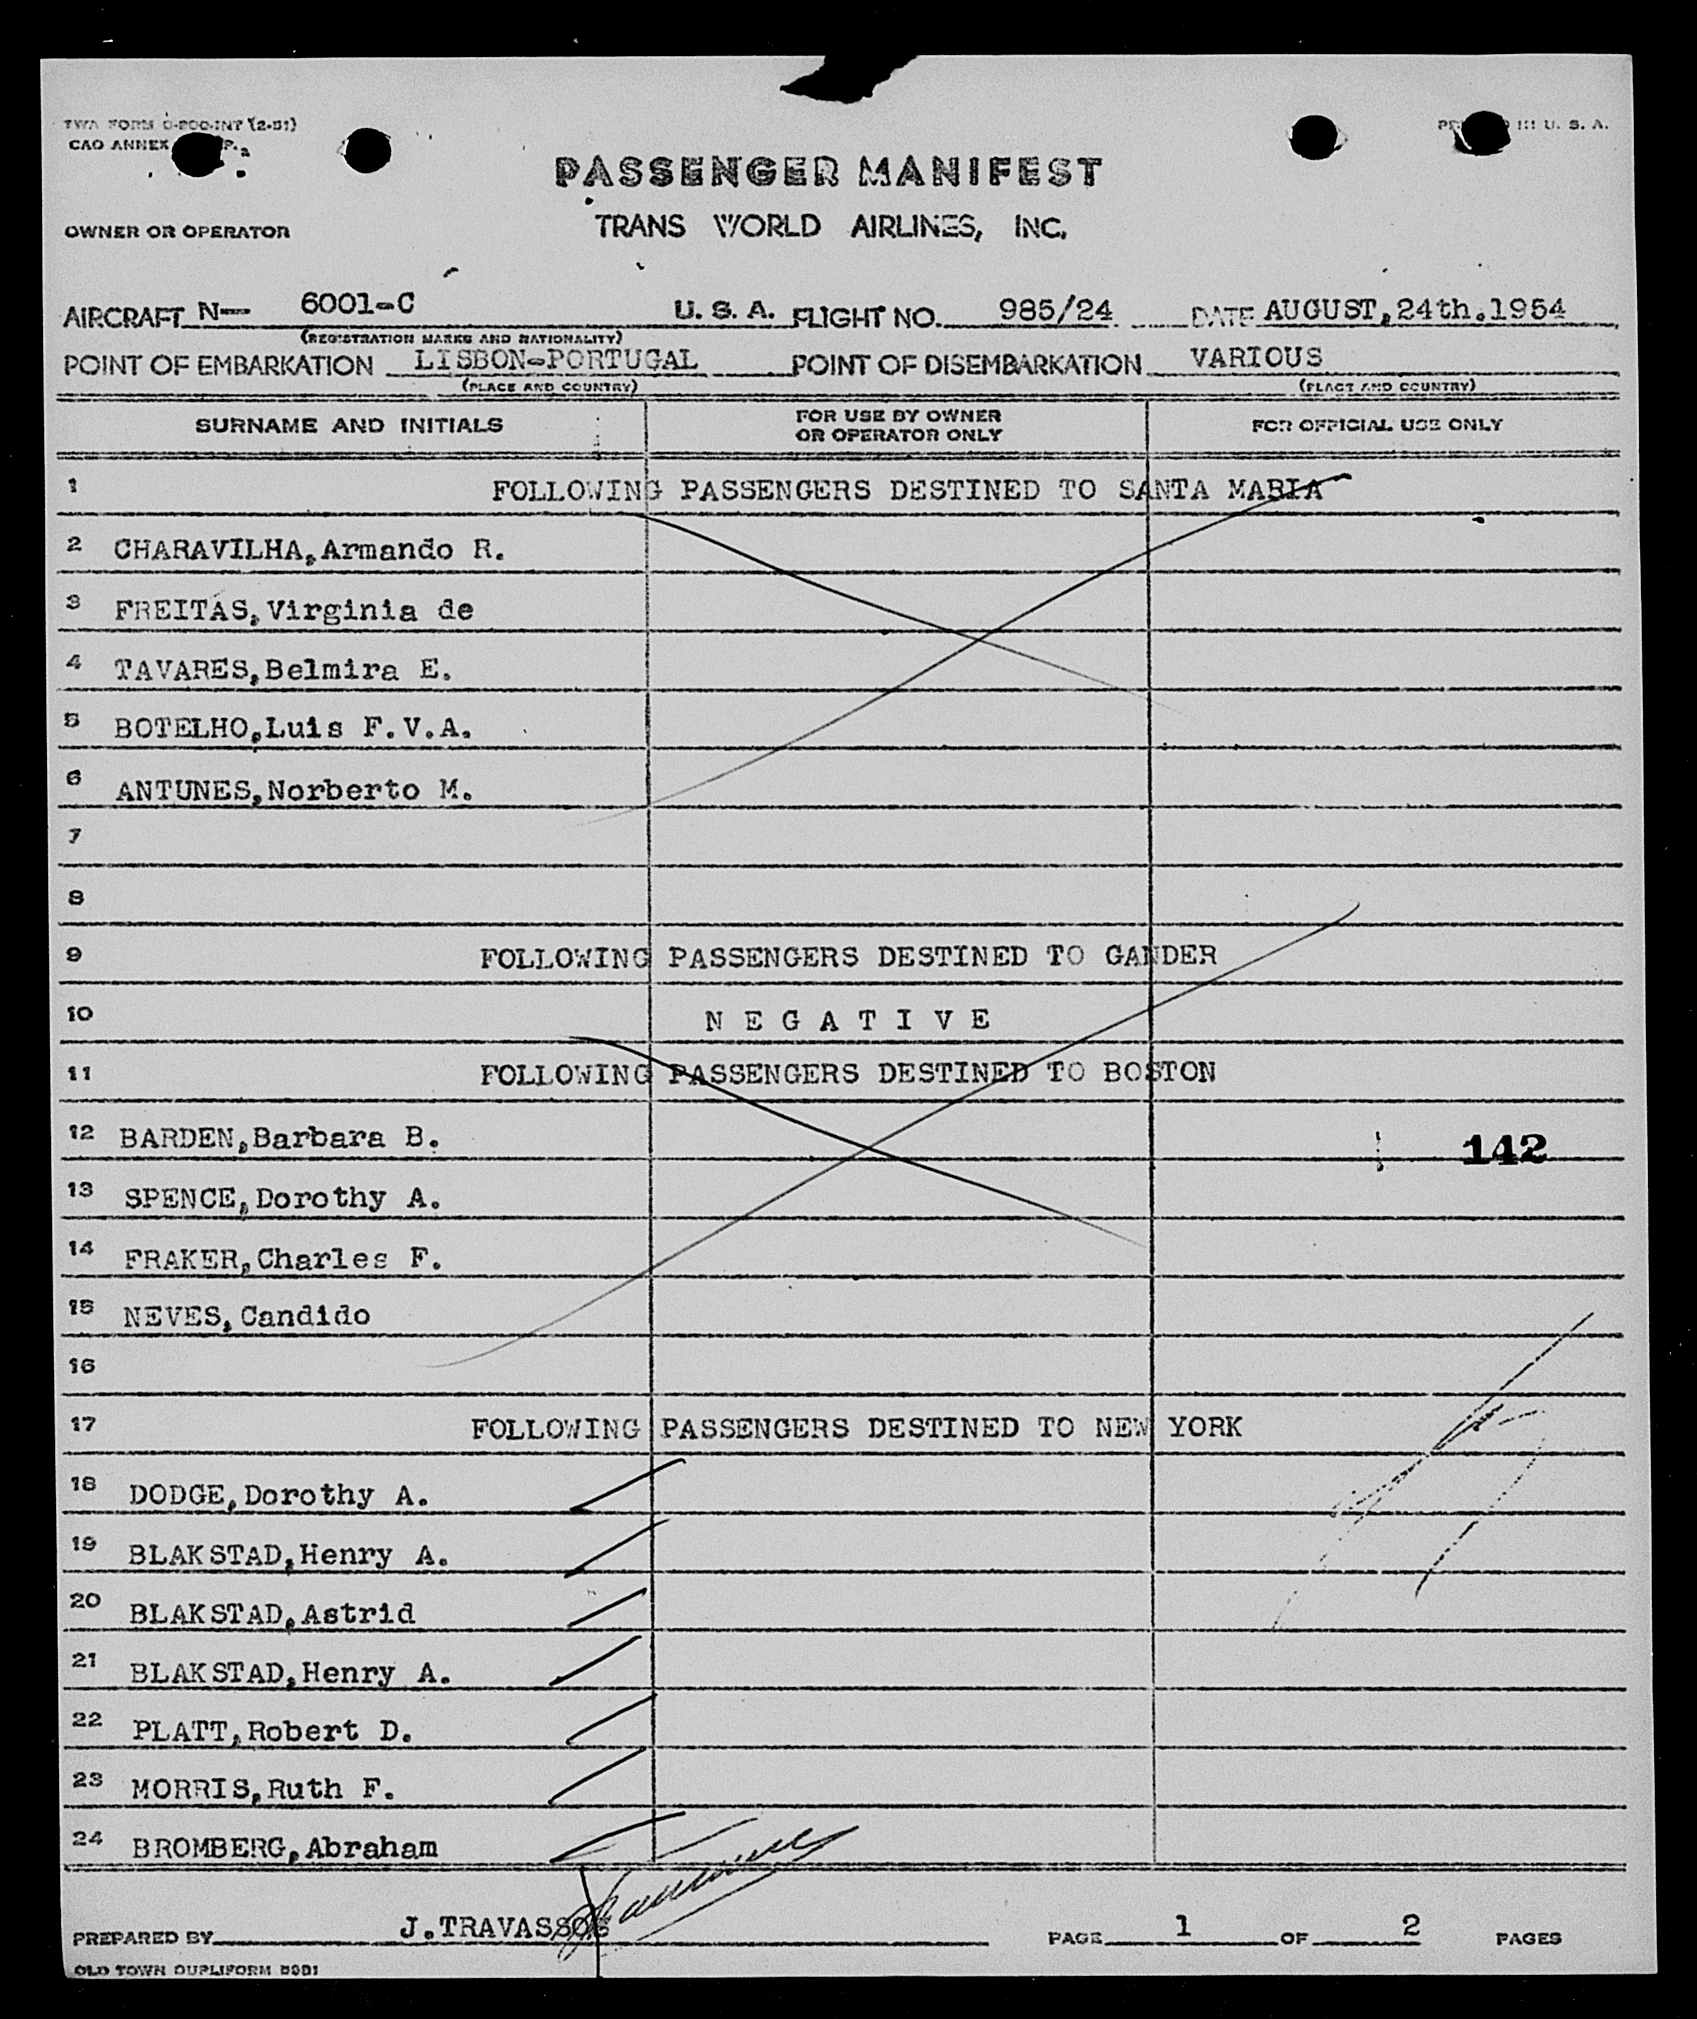 TWA FORM O-200-INT (2-51)
CAO ANNEX
PRINTED IN U. S. A.
PASSENGER MANIFEST
OWNER OR OPERATOR TRANS WORLD AIRLINES, INC.
AIRCRAFT N— 6001-C U. S. A. FLIGHT NO. 985/24 DATE AUGUST,24th.1954
(REGISTRATION MARKS AND NATIONALITY)
POINT OF EMBARKATION LISBON-PORTUGAL POINT OF DISEMBARKATION VARIOUS
(PLACE AND COUNTRY) (PLACE AND COUNTRY)
SURNAME AND INITIALS FOR USE BY OWNER OR OPERATOR ONLY FOR OFFICIAL USE ONLY
1 FOLLOWING PASSENGERS DESTINED TO SANTA MARIA
2 CHARAVILHA,Armando R.
3 FREITAS,Virginia de
4 TAVARES,Belmira E.
5 BOTELHO,Luis F.V.A.
6 ANTUNES,Norberto M.
7
8
9 FOLLOWING PASSENGERS DESTINED TO GANDER
10 N E G A T I V E
11 FOLLOWING PASSENGERS DESTINED TO BOSTON
12 BARDEN,Barbara B. 142
13 SPENCE,Dorothy A.
14 FRAKER,Charles F.
15 NEVES,Candido
16
17 FOLLOWING PASSENGERS DESTINED TO NEW YORK
18 DODGE,Dorothy A.
19 BLAKSTAD,Henry A.
20 BLAKSTAD,Astrid
21 BLAKSTAD,Henry A.
22 PLATT,Robert D.
23 MORRIS,Ruth F.
24 BROMBERG,Abraham
PREPARED BY J.TRAVASSOS PAGE 1 OF 2 PAGES
OLD TOWN DUPLIFORM